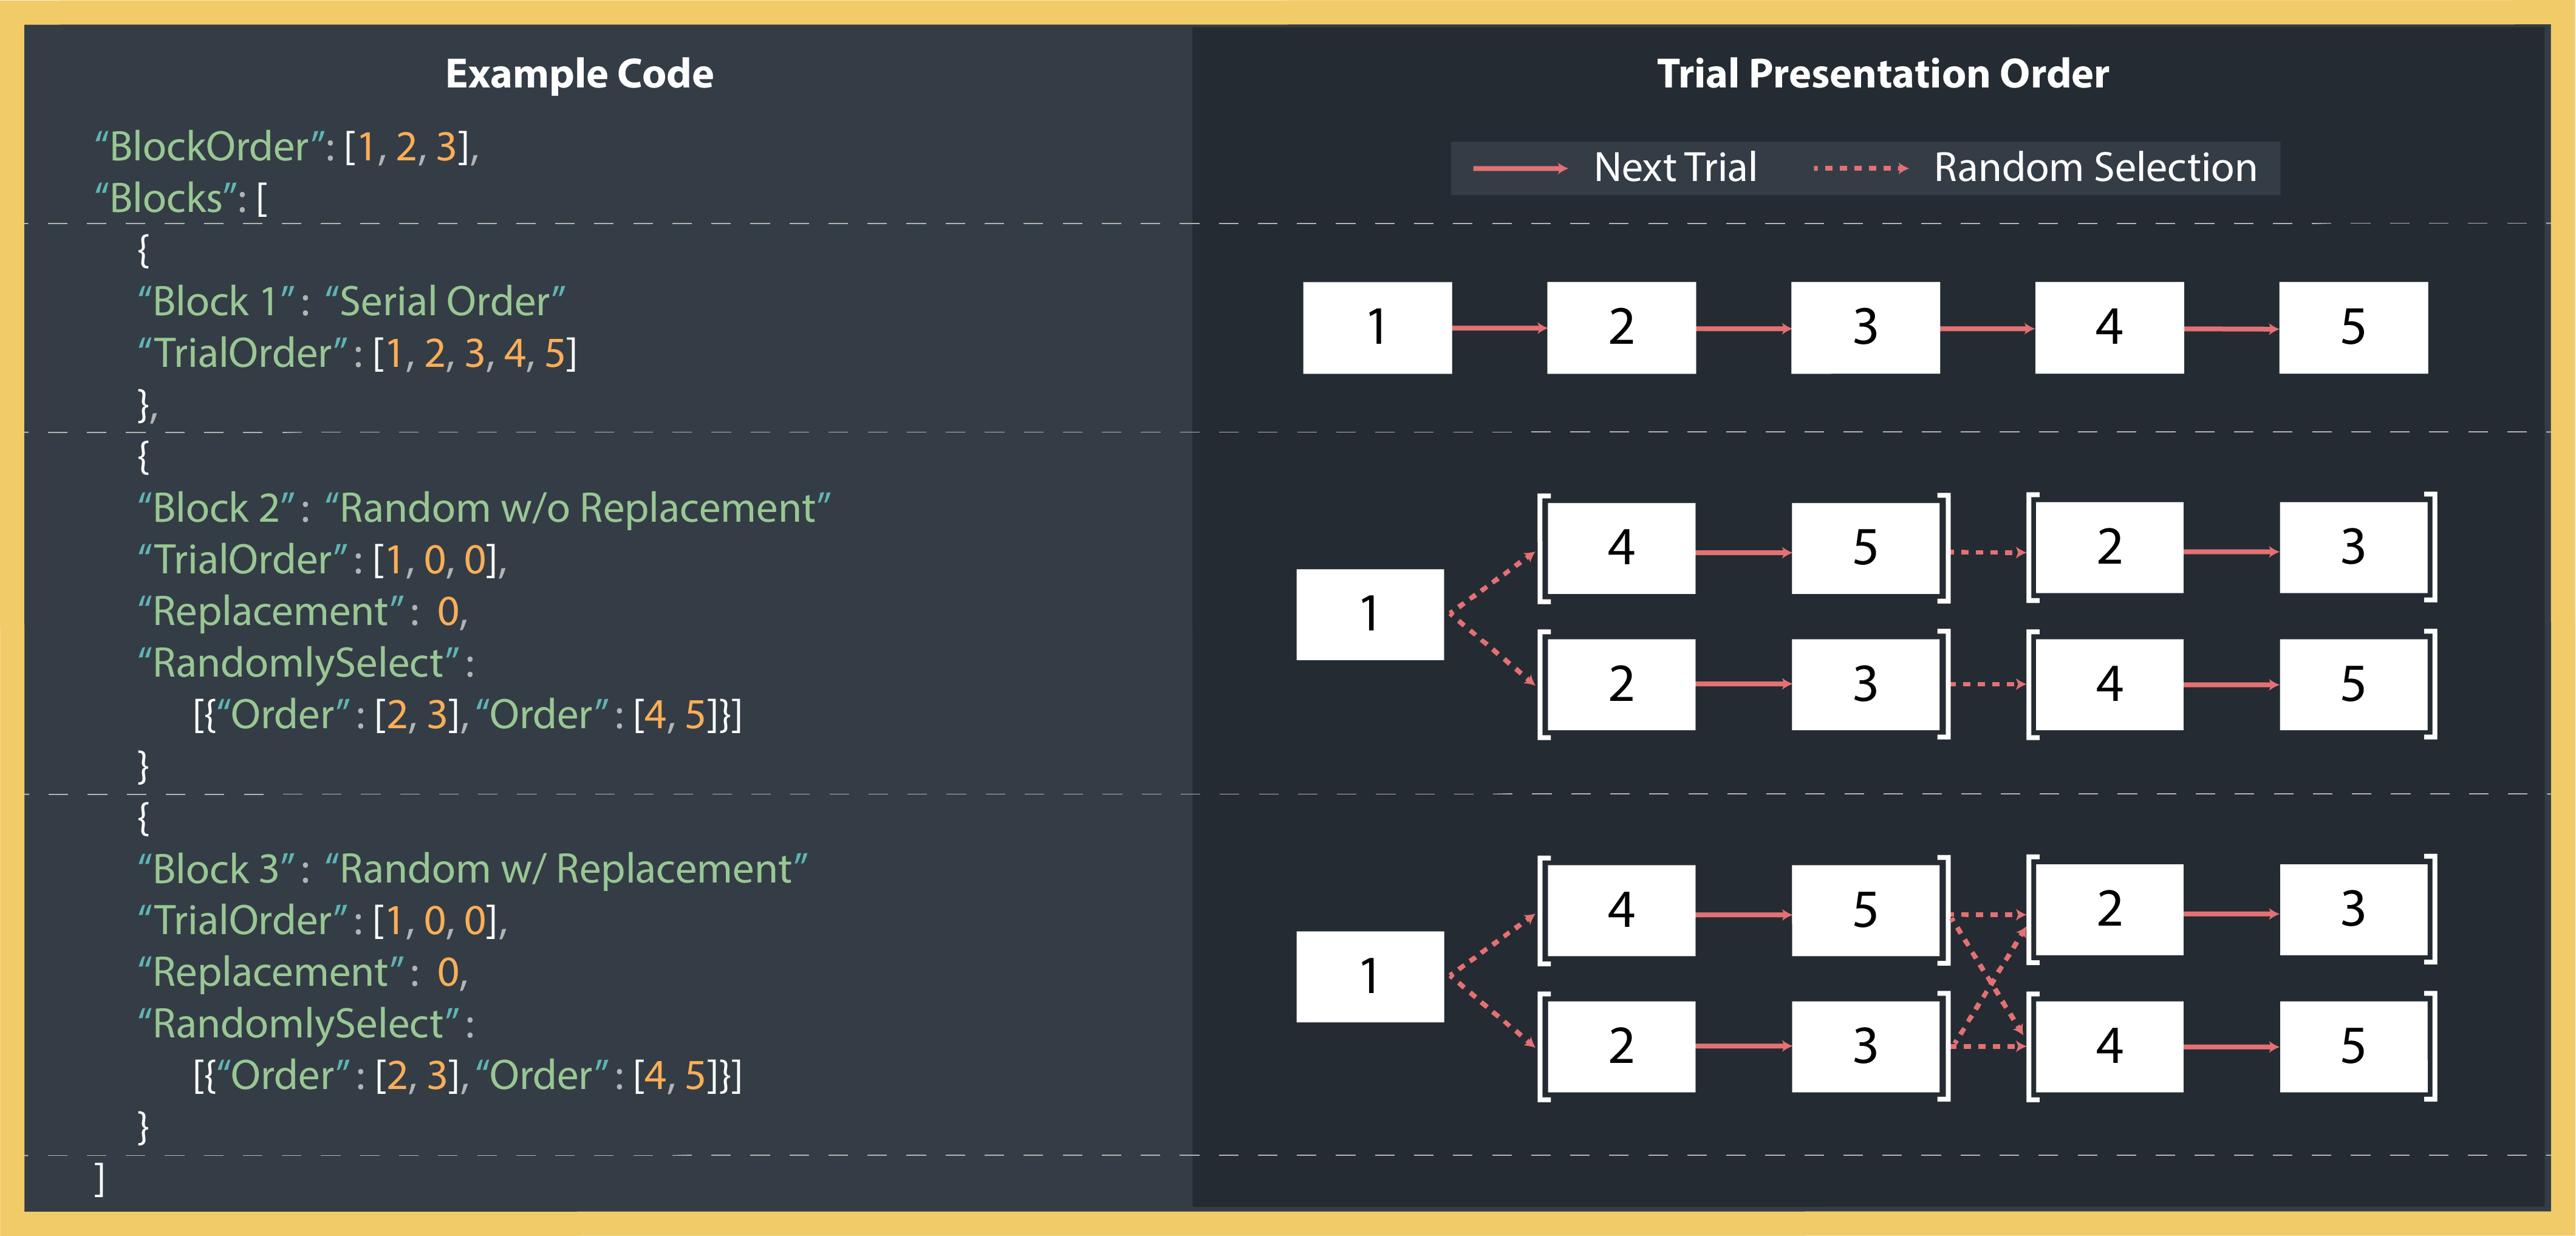 Example Code
“BlockOrder”: [1, 2, 3],
“Blocks”: [
{
“Block 1”: “Serial Order”
“TrialOrder”: [1, 2, 3, 4, 5]
},
{
“Block 2”: “Random w/o Replacement”
“TrialOrder”: [1, 0, 0],
“Replacement”: 0,
“RandomlySelect”:
[{“Order”: [2, 3], “Order”: [4, 5]}]
}
{
“Block 3”: “Random w/ Replacement”
“TrialOrder”: [1, 0, 0],
“Replacement”: 0,
“RandomlySelect”:
[{“Order”: [2, 3], “Order”: [4, 5]}]
}
]
Trial Presentation Order
Next Trial Random Selection
1 2 3 4 5
[4 5] [2 3]
1
[2 3] [4 5]
[4 5] [2 3]
1
[2 3] [4 5]